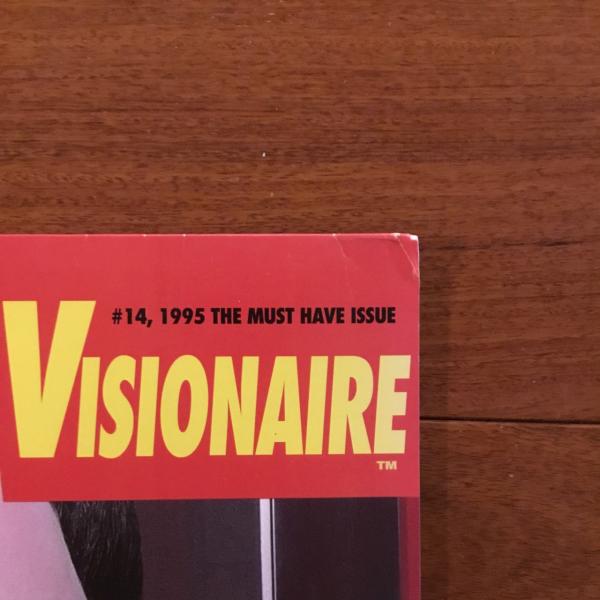 #14, 1995 THE MUST HAVE ISSUE
VISIONAIRE
TM